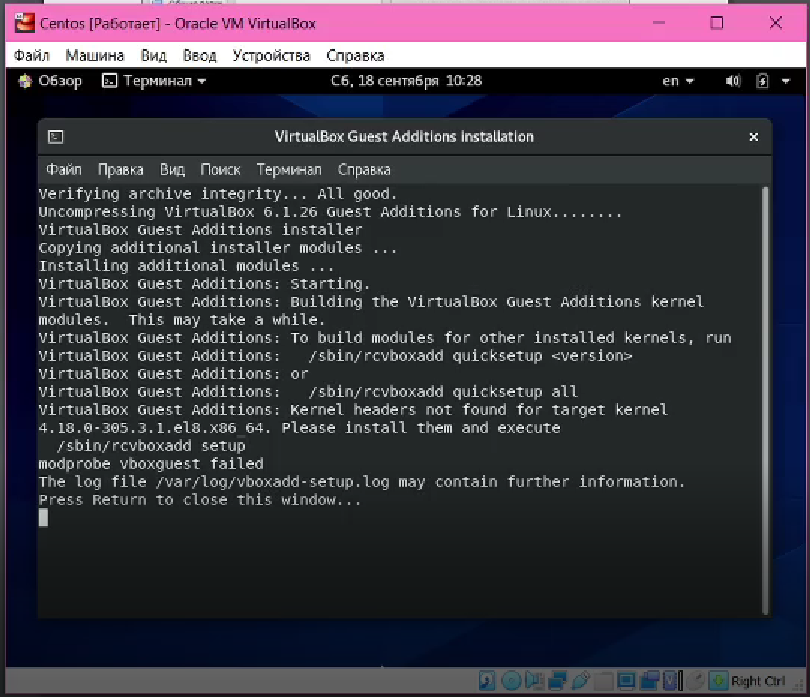 Centos [Работает] - Oracle VM VirtualBox
Файл Машина Вид Ввод Устройства Справка
Обзор Терминал Сб, 18 сентября 10:28 en
VirtualBox Guest Additions installation
Файл Правка Вид Поиск Терминал Справка
Verifying archive integrity... All good.
Uncompressing VirtualBox 6.1.26 Guest Additions for Linux........
VirtualBox Guest Additions installer
Copying additional installer modules ...
Installing additional modules ...
VirtualBox Guest Additions: Starting.
VirtualBox Guest Additions: Building the VirtualBox Guest Additions kernel
modules.  This may take a while.
VirtualBox Guest Additions: To build modules for other installed kernels, run
VirtualBox Guest Additions:   /sbin/rcvboxadd quicksetup <version>
VirtualBox Guest Additions: or
VirtualBox Guest Additions:   /sbin/rcvboxadd quicksetup all
VirtualBox Guest Additions: Kernel headers not found for target kernel
4.18.0-305.3.1.el8.x86_64. Please install them and execute
  /sbin/rcvboxadd setup
modprobe vboxguest failed
The log file /var/log/vboxadd-setup.log may contain further information.
Press Return to close this window...
Right Ctrl